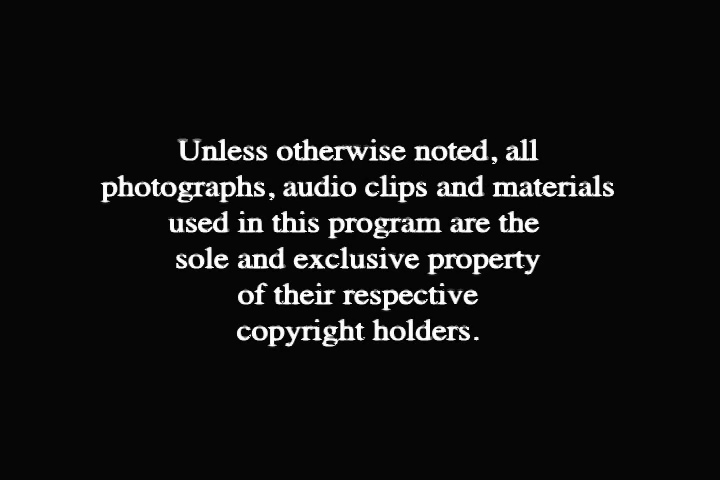 Unless otherwise noted, all
photographs, audio clips and materials
used in this program are the
sole and exclusive property
of their respective
copyright holders.